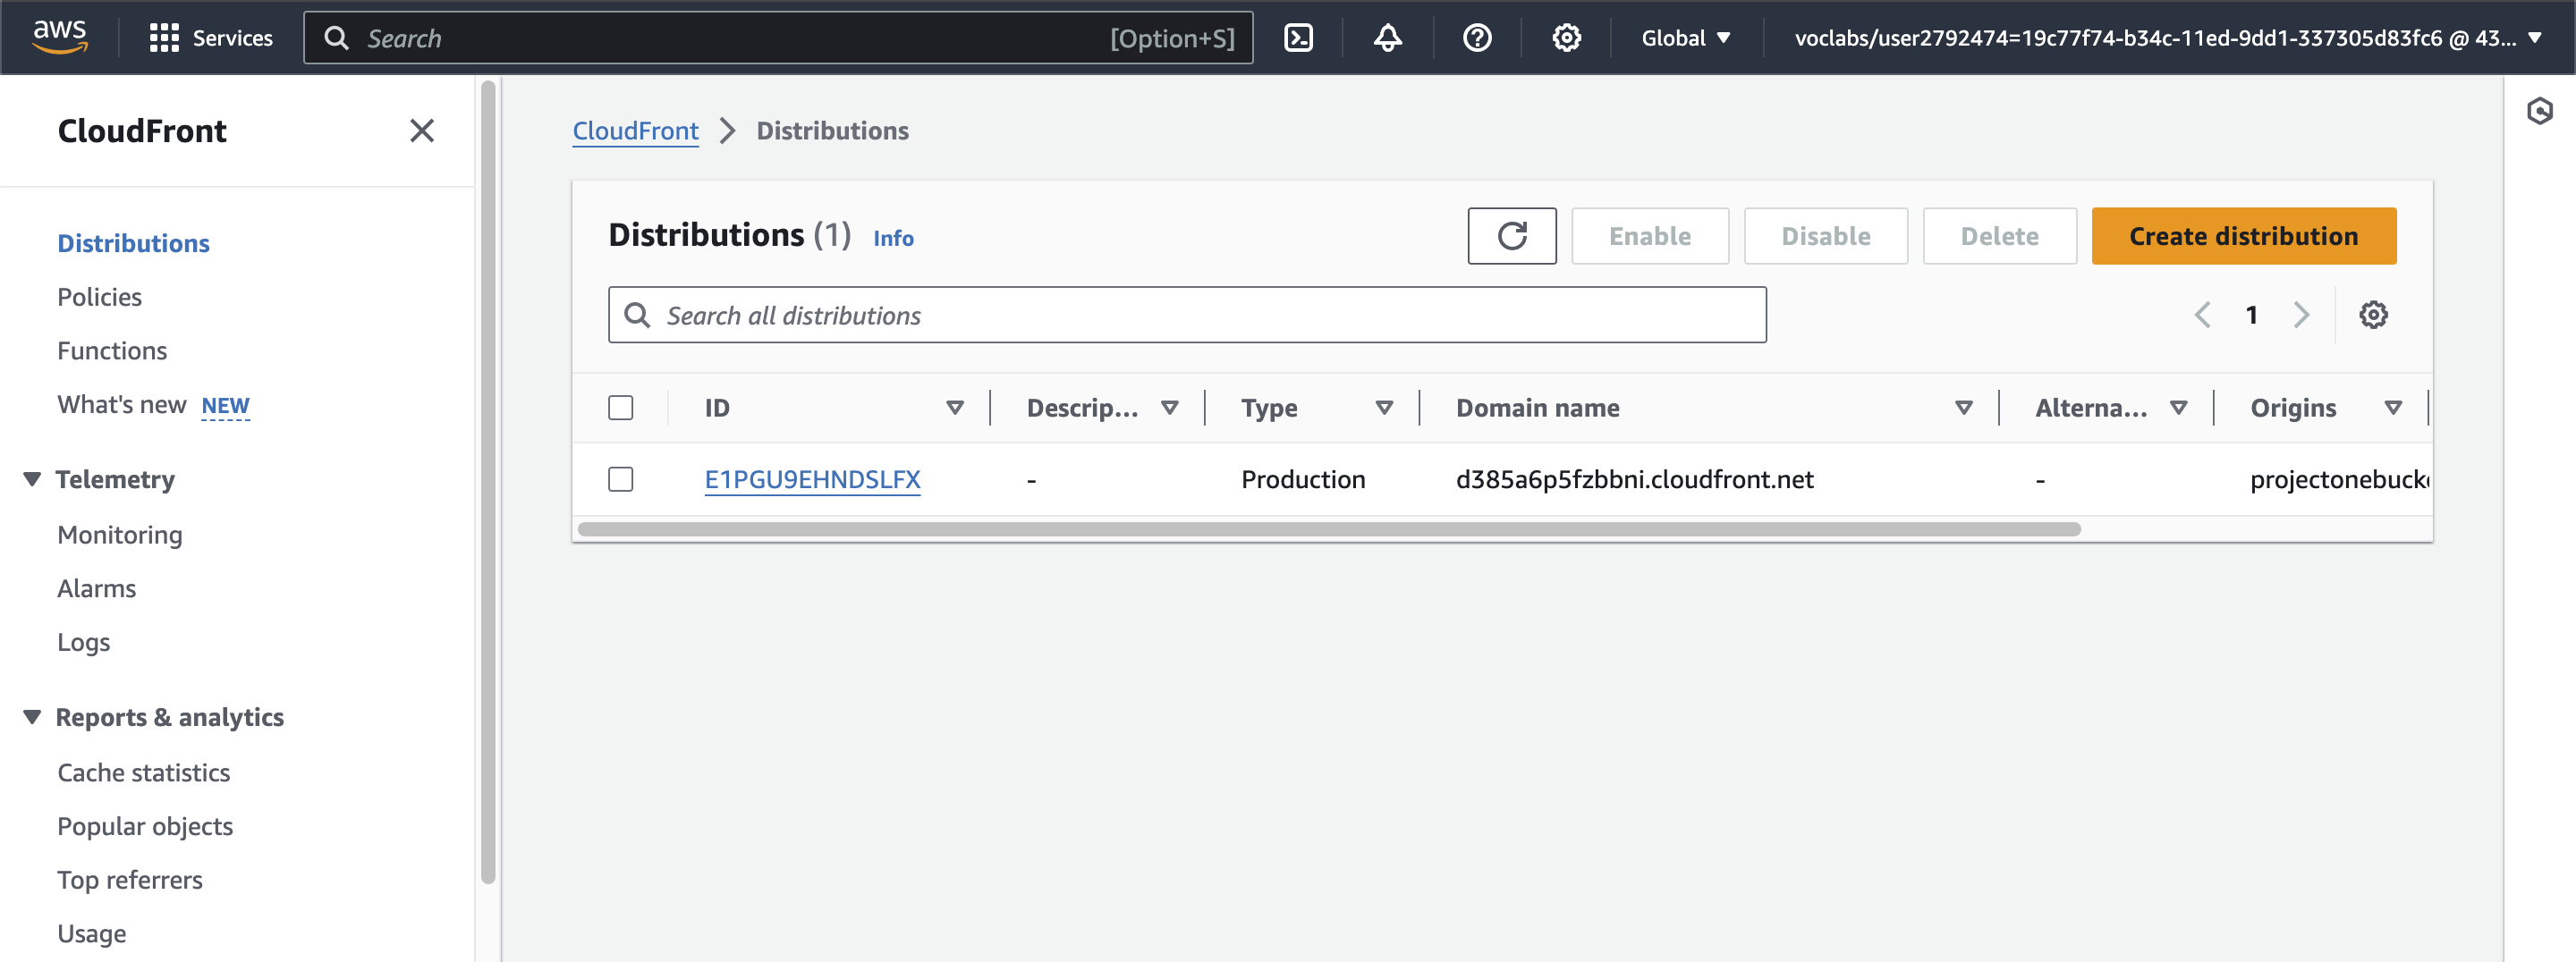 aws Services Search [Option+S] Global voclabs/user2792474=19c77f74-b34c-11ed-9dd1-337305d83fc6 @ 43...
CloudFront
Distributions
Policies
Functions
What's new NEW
Telemetry
Monitoring
Alarms
Logs
Reports & analytics
Cache statistics
Popular objects
Top referrers
Usage
CloudFront Distributions
Distributions (1) Info Enable Disable Delete Create distribution
Search all distributions 1
ID Descrip... Type Domain name Alterna... Origins
E1PGU9EHNDSLFX - Production d385a6p5fzbbni.cloudfront.net - projectonebucke